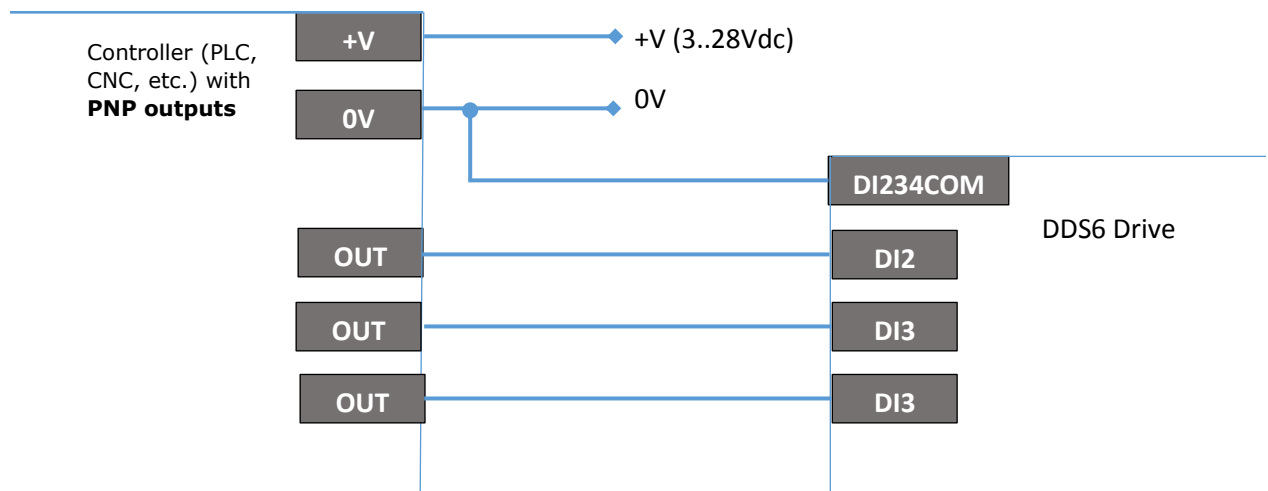 Controller (PLC,
CNC, etc.) with
PNP outputs
+V
+V (3..28Vdc)
0V
0V
DI234COM
DDS6 Drive
OUT
DI2
OUT
DI3
OUT
DI3